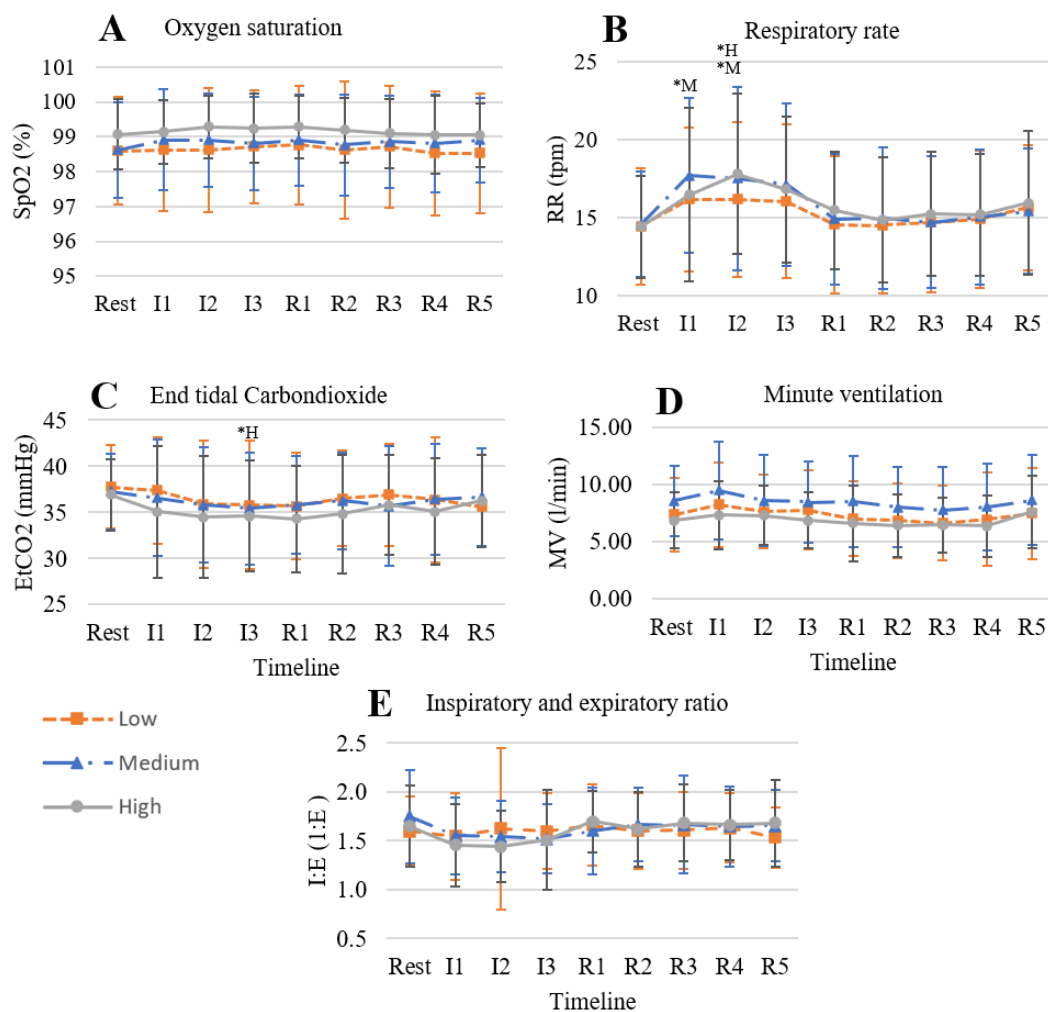 A Oxygen saturation
SpO2 (%)
101
100
99
98
97
96
95
Rest I1 I2 I3 R1 R2 R3 R4 R5
B Respiratory rate
*H
*M *M
RR (tpm)
25
20
15
10
Rest I1 I2 I3 R1 R2 R3 R4 R5
C End tidal Carbondioxide
*H
EtCO2 (mmHg)
45
40
35
30
25
Rest I1 I2 I3 R1 R2 R3 R4 R5
Timeline
D Minute ventilation
MV (l/min)
15.00
10.00
5.00
0.00
Rest I1 I2 I3 R1 R2 R3 R4 R5
Timeline
Low
Medium
High
E Inspiratory and expiratory ratio
I:E (1:E )
2.5
2.0
1.5
1.0
0.5
Rest I1 I2 I3 R1 R2 R3 R4 R5
Timeline